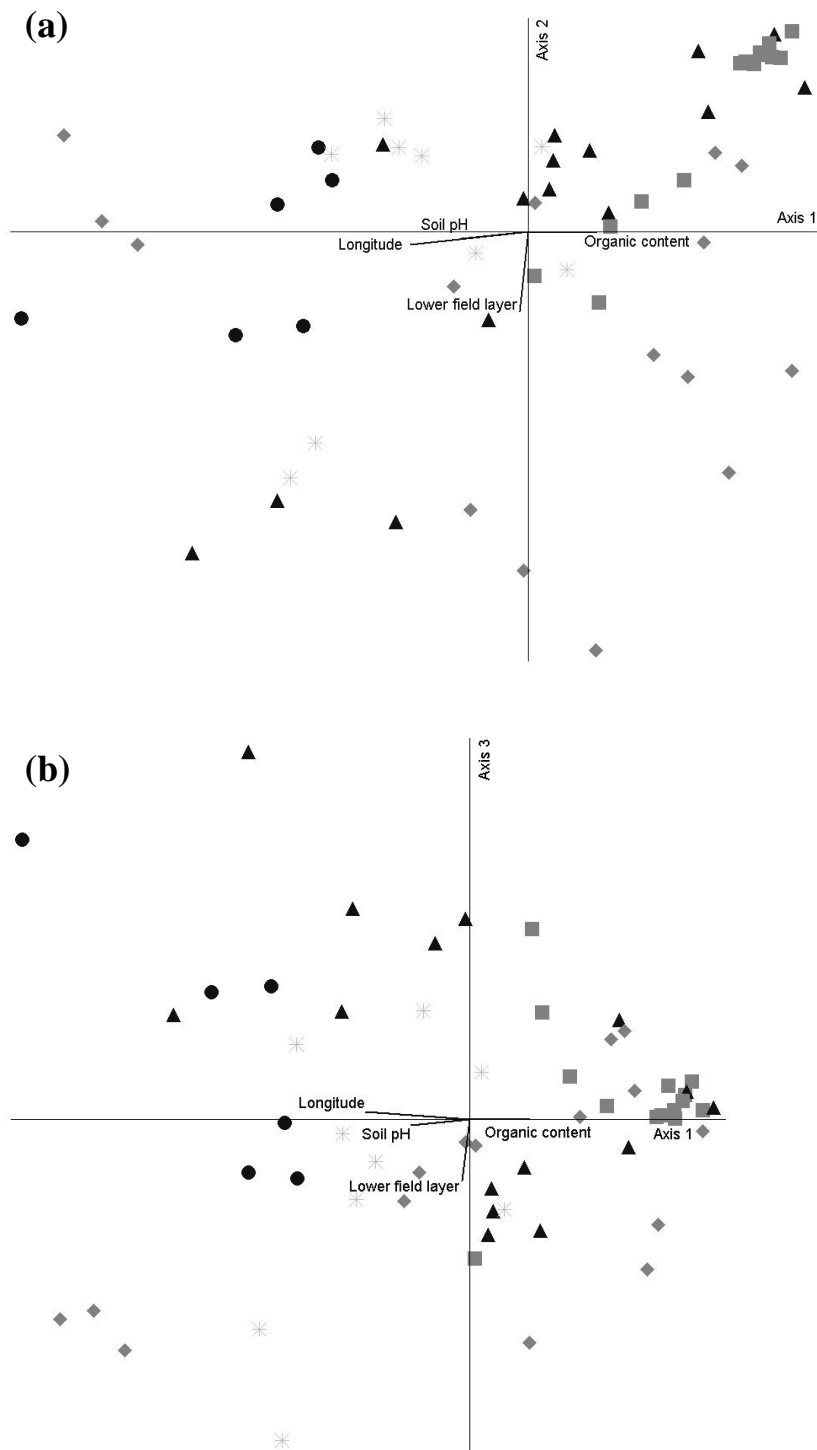 (a)
Axis 2
Soil pH
Axis 1
Longitude
Organic content
Lower field layer
(b)
Axis 3
Longitude
Soil pH
Organic content
Axis 1
Lower field layer